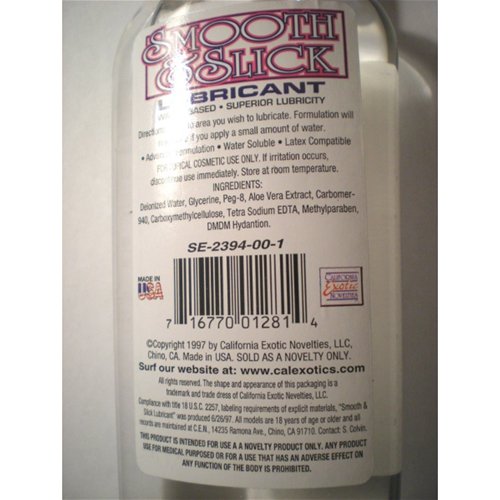 SMOOTH
& SLICK
LUBRICANT
BASED • SUPERIOR LUBRICITY
to area you wish to lubricate. Formulation will
if you apply a small amount of water.
• Water Soluble • Latex Compatible
FOR TOPICAL COSMETIC USE ONLY. If irritation occurs,
discontinue use immediately. Store at room temperature.
INGREDIENTS:
Deionized Water, Glycerine, Peg-8, Aloe Vera Extract, Carbomer-
940, Carboxymethylcellulose, Tetra Sodium EDTA, Methylparaben,
DMDM Hydantion.
SE-2394-00-1
MADE IN
USA
CALIFORNIA
Exotic
NOVELTIES
7 16770 01281 4
©Copyright 1997 by California Exotic Novelties, LLC,
Chino, CA. Made in USA. SOLD AS A NOVELTY ONLY.
Surf our website at: www.calexotics.com
All rights reserved. The shape and appearance of this packaging is a
trademark and trade dress of California Exotic Novelties, LLC.
Compliance with title 18 U.S.C. 2257, labeling requirements of explicit materials, "Smooth &
Slick Lubricant" was produced 6/26/97. All models are 18 years of age or older and all
records are maintained at C.E.N., 14235 Ramona Ave., Chino, CA 91710. Contact: S. Colvin.
THIS PRODUCT IS INTENDED FOR USE A A NOVELTY PRODUCT ONLY. ANY PRODUCT
USE FOR MEDICAL PURPOSED OR FOR A USE THAT HAS AN ADVERSE EFFECT ON
ANY FUNCTION OF THE BODY IS PROHIBITED.